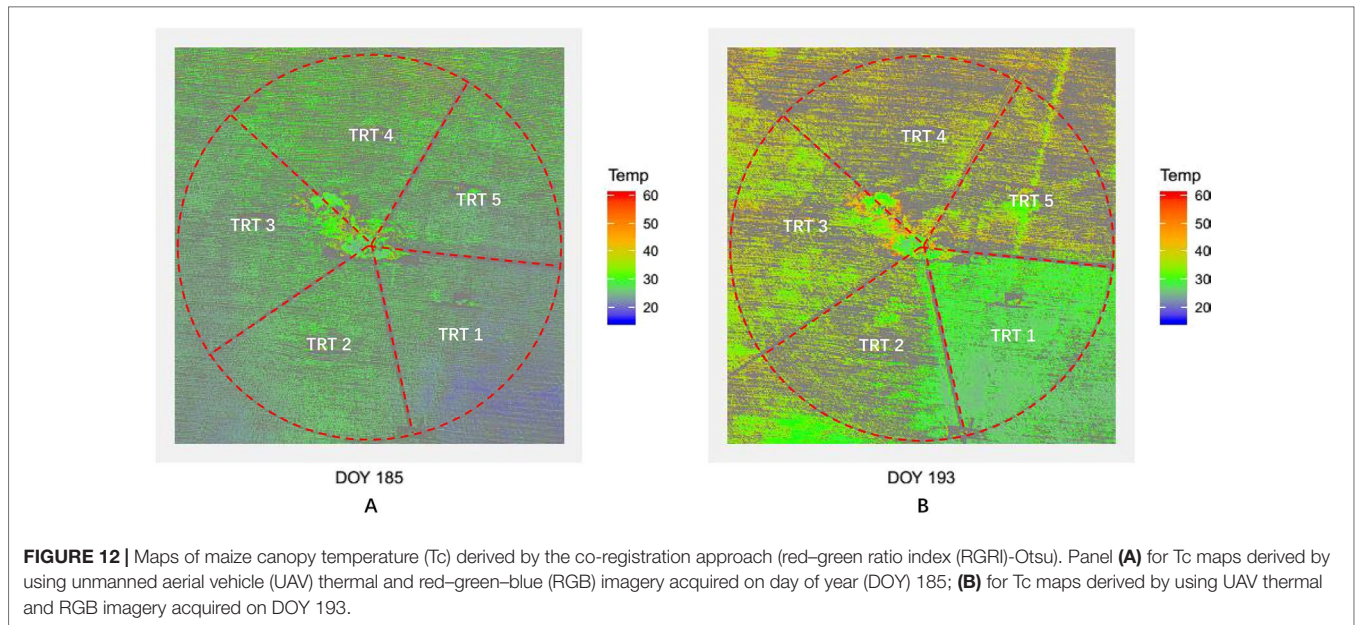 TRT 4
TRT 5
TRT 3
TRT 2
TRT 1
Temp
60
50
40
30
20
DOY 185
A
TRT 4
TRT 5
TRT 3
TRT 2
TRT 1
Temp
60
50
40
30
20
DOY 193
B
FIGURE 12 | Maps of maize canopy temperature (Tc) derived by the co-registration approach (red–green ratio index (RGRI)-Otsu). Panel (A) for Tc maps derived by
using unmanned aerial vehicle (UAV) thermal and red–green–blue (RGB) imagery acquired on day of year (DOY) 185; (B) for Tc maps derived by using UAV thermal
and RGB imagery acquired on DOY 193.